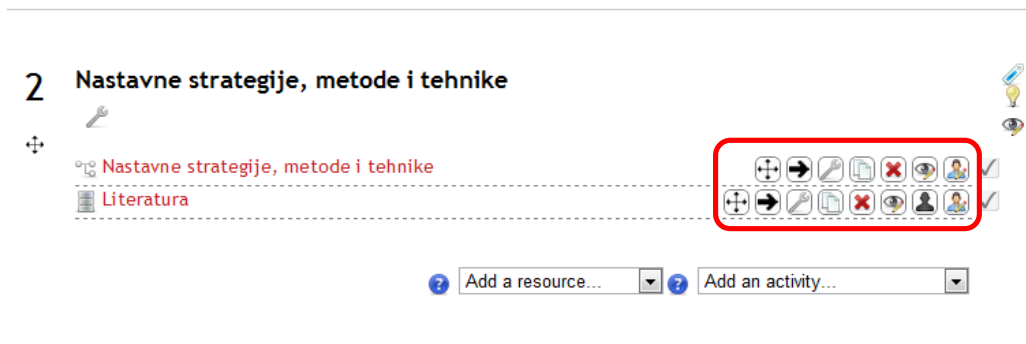 2 Nastavne strategije, metode i tehnike
Nastavne strategije, metode i tehnike
Literatura
Add a resource... Add an activity...